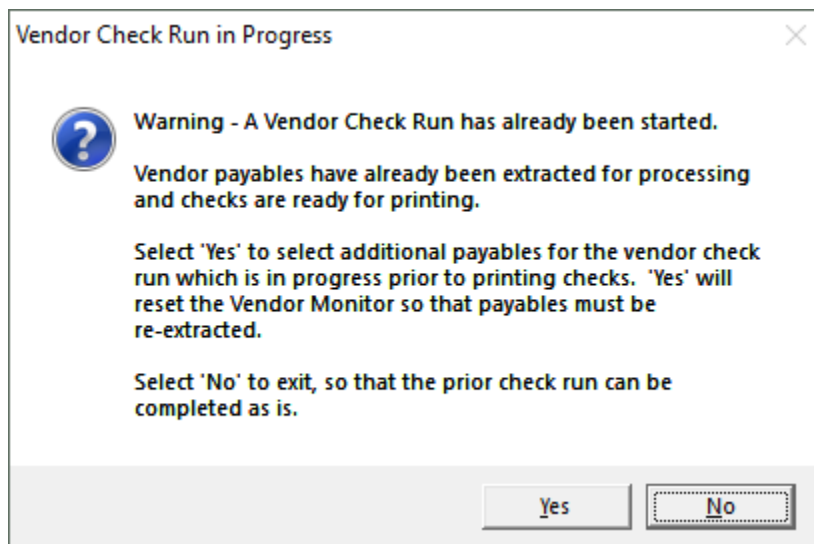 Vendor Check Run in Progress
Warning - A Vendor Check Run has already been started.
Vendor payables have already been extracted for processing
and checks are ready for printing.
Select 'Yes' to select additional payables for the vendor check
run which is in progress prior to printing checks.  'Yes' will
reset the Vendor Monitor so that payables must be
re-extracted.
Select 'No' to exit, so that the prior check run can be
completed as is.
Yes
No